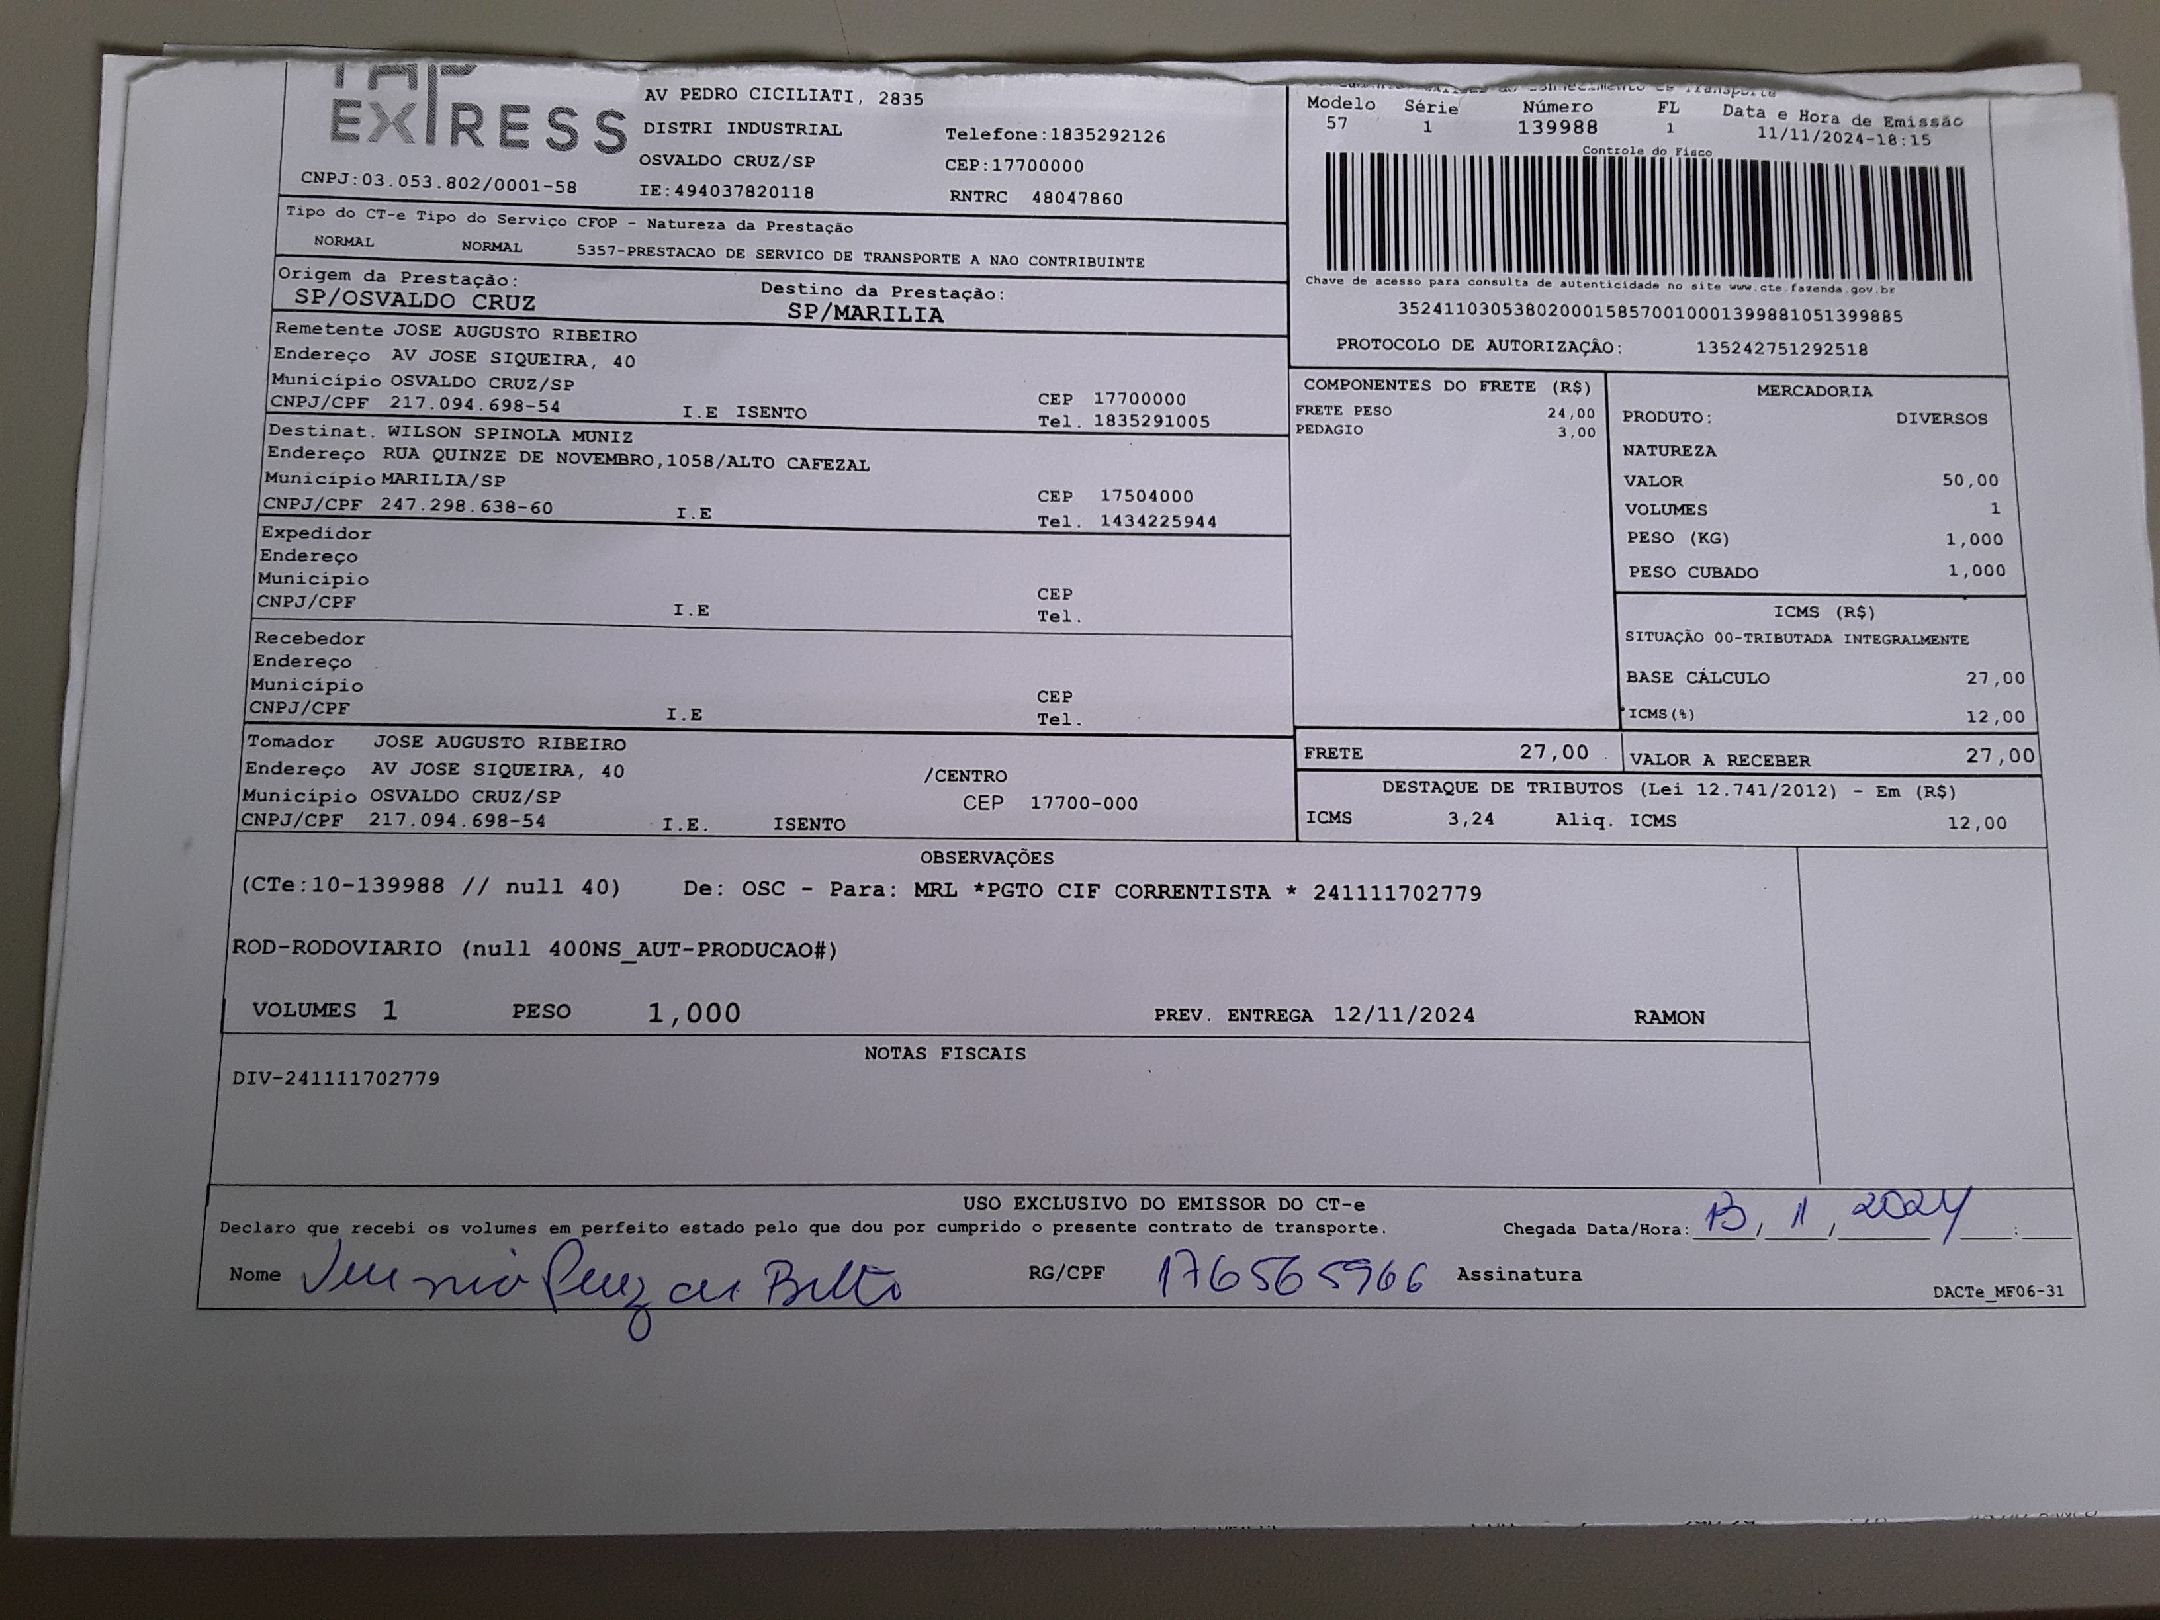 EXPRESS
CNPJ:03.053.802/0001-58
AV PEDRO CICILIATI, 2835
DISTRI INDUSTRIAL
Telefone:1835292126
OSVALDO CRUZ/SP
CEP:17700000
IE:494037820118
RNTRC 48047860
Modelo Série Número FL Data e Hora de Emissão
57 1 139988 1 11/11/2024-18:15
Controle do Fisco
Chave de acesso para consulta de autenticidade no site www.cte.fazenda.gov.br
35241103053802000158570010001399881051399885
PROTOCOLO DE AUTORIZAÇÃO: 135242751292518
Tipo do CT-e Tipo do Serviço CFOP - Natureza da Prestação
NORMAL NORMAL 5357-PRESTACAO DE SERVICO DE TRANSPORTE A NAO CONTRIBUINTE
Origem da Prestação: Destino da Prestação:
SP/OSVALDO CRUZ SP/MARILIA
Remetente JOSE AUGUSTO RIBEIRO
Endereço AV JOSE SIQUEIRA, 40
Município OSVALDO CRUZ/SP CEP 17700000
CNPJ/CPF 217.094.698-54 I.E ISENTO Tel. 1835291005
Destinat. WILSON SPINOLA MUNIZ
Endereço RUA QUINZE DE NOVEMBRO,1058/ALTO CAFEZAL
Município MARILIA/SP CEP 17504000
CNPJ/CPF 247.298.638-60 I.E Tel. 1434225944
Expedidor
Endereço
Município CEP
CNPJ/CPF I.E Tel.
Recebedor
Endereço
Município CEP
CNPJ/CPF I.E Tel.
Tomador JOSE AUGUSTO RIBEIRO
Endereço AV JOSE SIQUEIRA, 40 /CENTRO
Município OSVALDO CRUZ/SP CEP 17700-000
CNPJ/CPF 217.094.698-54 I.E. ISENTO
COMPONENTES DO FRETE (R$)
FRETE PESO 24,00
PEDAGIO 3,00
MERCADORIA
PRODUTO: DIVERSOS
NATUREZA
VALOR 50,00
VOLUMES 1
PESO (KG) 1,000
PESO CUBADO 1,000
ICMS (R$)
SITUAÇÃO 00-TRIBUTADA INTEGRALMENTE
BASE CÁLCULO 27,00
ICMS(%) 12,00
FRETE 27,00 VALOR A RECEBER 27,00
DESTAQUE DE TRIBUTOS (Lei 12.741/2012) - Em (R$)
ICMS 3,24 Aliq. ICMS 12,00
OBSERVAÇÕES
(CTe:10-139988 // null 40) De: OSC - Para: MRL *PGTO CIF CORRENTISTA * 241111702779
ROD-RODOVIARIO (null 400NS_AUT-PRODUCAO#)
VOLUMES 1 PESO 1,000 PREV. ENTREGA 12/11/2024 RAMON
NOTAS FISCAIS
DIV-241111702779
USO EXCLUSIVO DO EMISSOR DO CT-e
Declaro que recebi os volumes em perfeito estado pelo que dou por cumprido o presente contrato de transporte. Chegada Data/Hora: 13, 11, 2024 :
Nome RG/CPF 176565966 Assinatura
DACTe_MF06-31